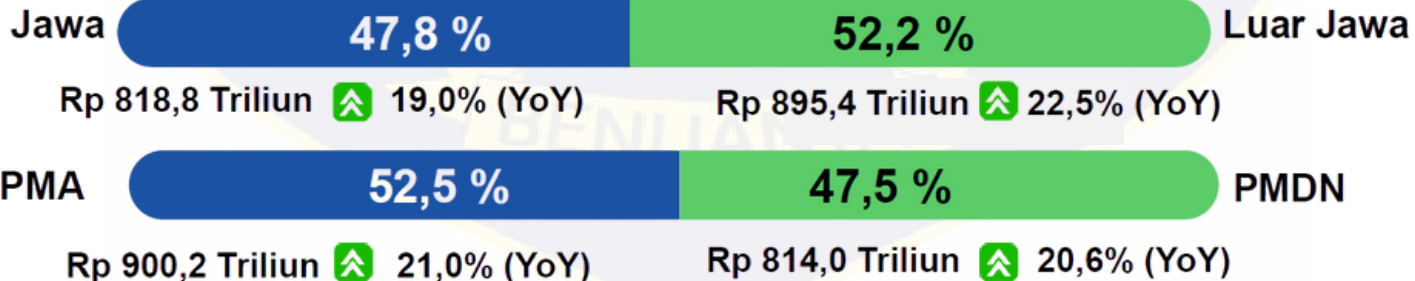 Jawa 47,8 % 52,2 % Luar Jawa
Rp 818,8 Triliun 19,0% (YoY) Rp 895,4 Triliun 22,5% (YoY)
PMA 52,5 % 47,5 % PMDN
Rp 900,2 Triliun 21,0% (YoY) Rp 814,0 Triliun 20,6% (YoY)